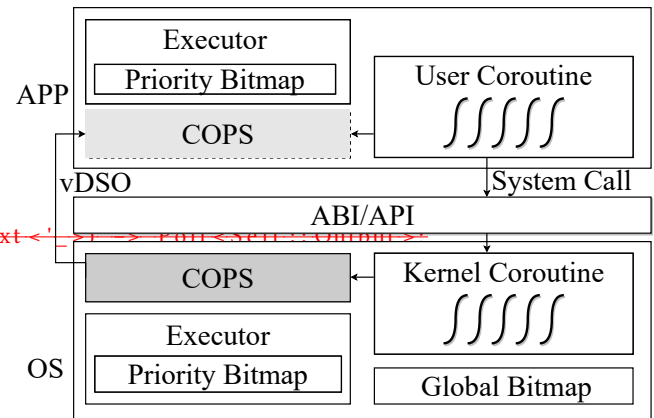 Executor
Priority Bitmap
APP
User Coroutine
COPS
vDSO
System Call
ABI/API
COPS
Kernel Coroutine
Executor
Priority Bitmap
OS
Global Bitmap